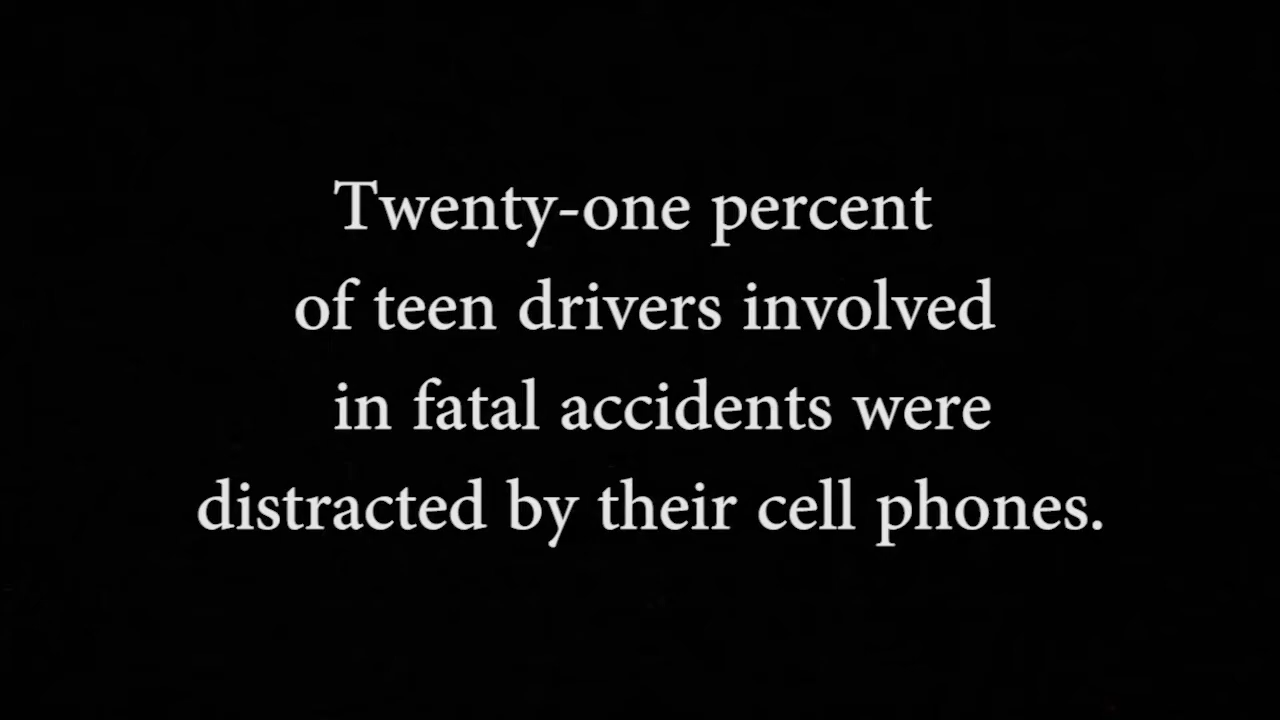 Twenty-one percent
of teen drivers involved
in fatal accidents were
distracted by their cell phones.